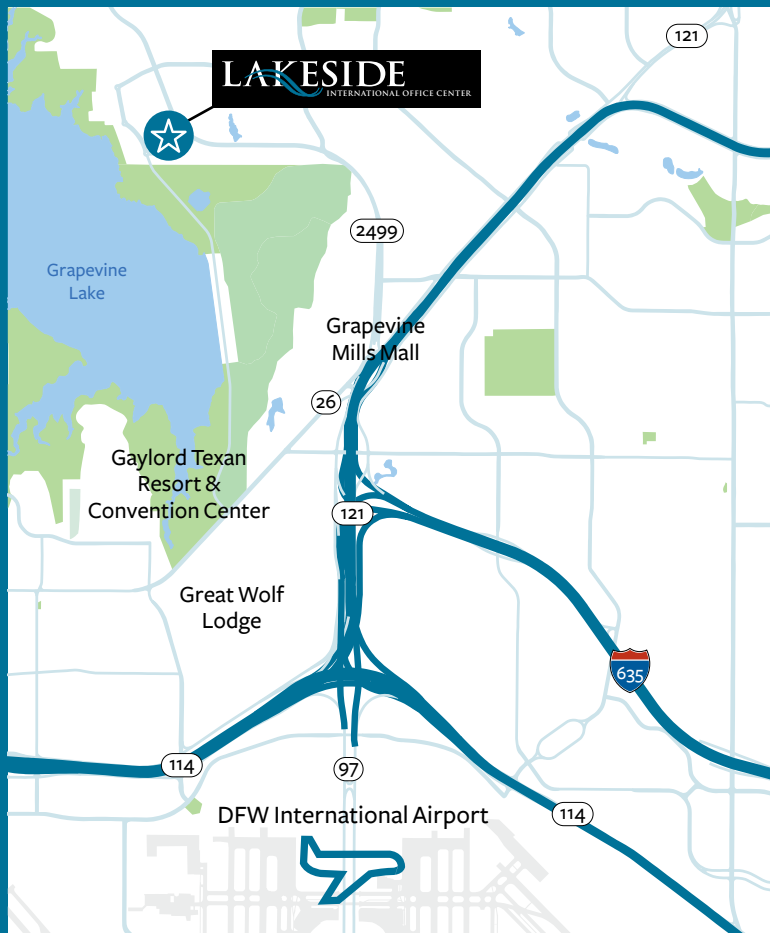 121
LAKESIDE
INTERNATIONAL OFFICE CENTER
2499
Grapevine
Lake
Grapevine
Mills Mall
26
Gaylord Texan
Resort &
Convention Center
121
Great Wolf
Lodge
635
114
97
DFW International Airport
114